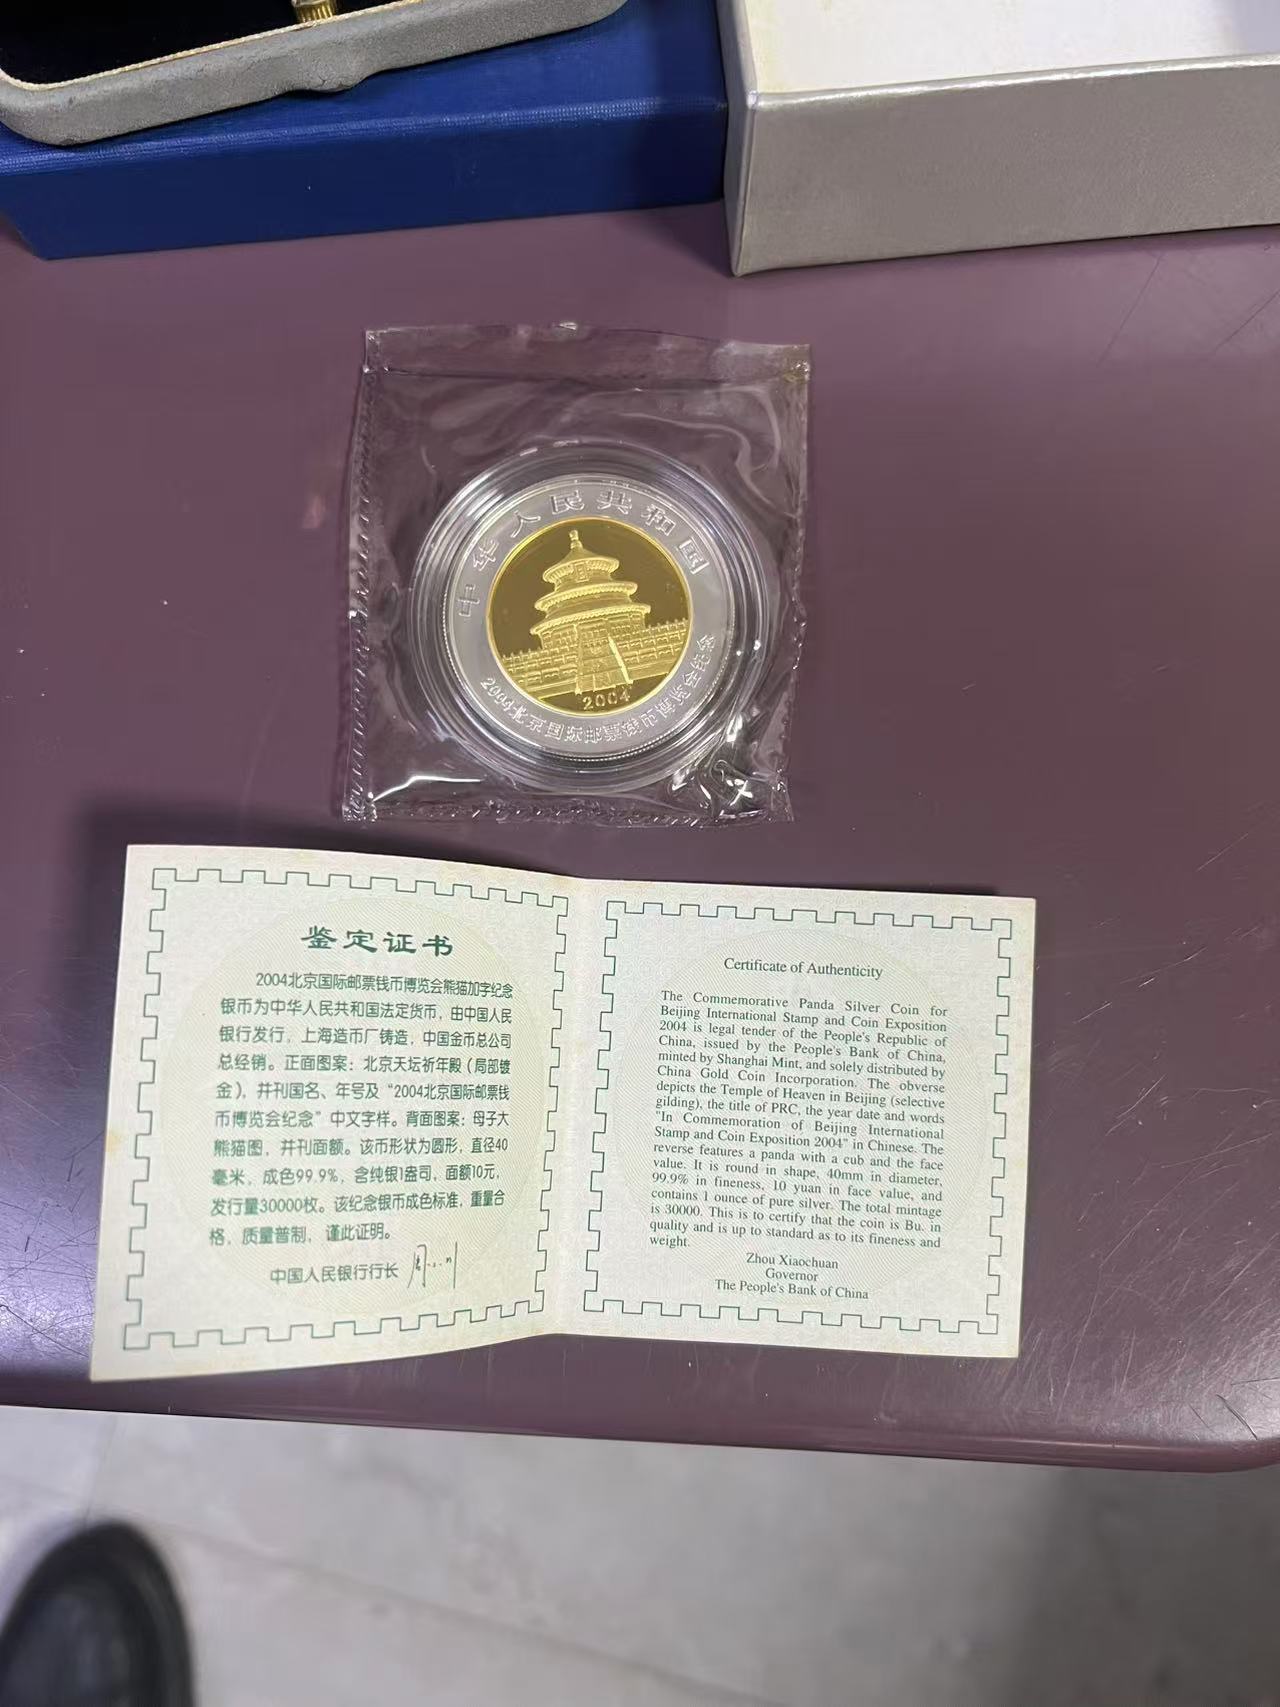 中华人民共和国
2004
2004北京国际邮票钱币博览会纪念
鉴定证书
2004北京国际邮票钱币博览会熊猫加字纪念
银币为中华人民共和国法定货币，由中国人民
银行发行，上海造币厂铸造，中国金币总公司
总经销。正面图案：北京天坛祈年殿（局部镀
金），并刊国名、年号及“2004北京国际邮票钱
币博览会纪念”中文字样。背面图案：母子大
熊猫图，并刊面额。该币形状为圆形，直径40
毫米，成色99.9%，含纯银1盎司，面额10元，
发行量30000枚。该纪念银币成色标准，重量合
格，质量普制，谨此证明。
中国人民银行行长
Certificate of Authenticity
The Commemorative Panda Silver Coin for
Beijing International Stamp and Coin Exposition
2004 is legal tender of the People's Republic of
China, issued by the People's Bank of China,
minted by Shanghai Mint, and solely distributed by
China Gold Coin Incorporation. The obverse
depicts the Temple of Heaven in Beijing (selective
gilding), the title of PRC, the year date and words
"In Commemoration of Beijing International
Stamp and Coin Exposition 2004" in Chinese. The
reverse features a panda with a cub and the face
value. It is round in shape, 40mm in diameter,
99.9% in fineness, 10 yuan in face value, and
contains 1 ounce of pure silver. The total mintage
is 30000. This is to certify that the coin is Bu. in
quality and is up to standard as to its fineness and
weight.
Zhou Xiaochuan
Governor
The People's Bank of China